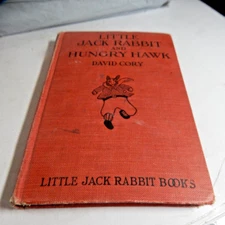 LITTLE
JACK RABBIT
AND
HUNGRY HAWK
DAVID CORY
LITTLE JACK RABBIT BOOKS